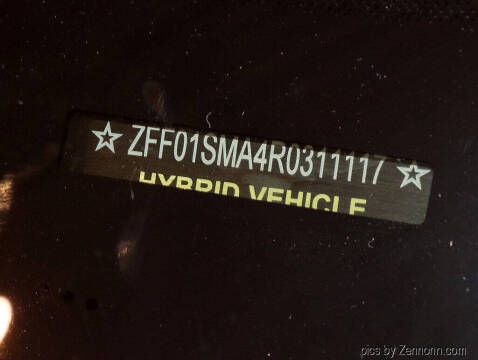 ☆ ZFF01SMA4R0311117 ☆
HYBRID VEHICLE
pics by Zennonn.com